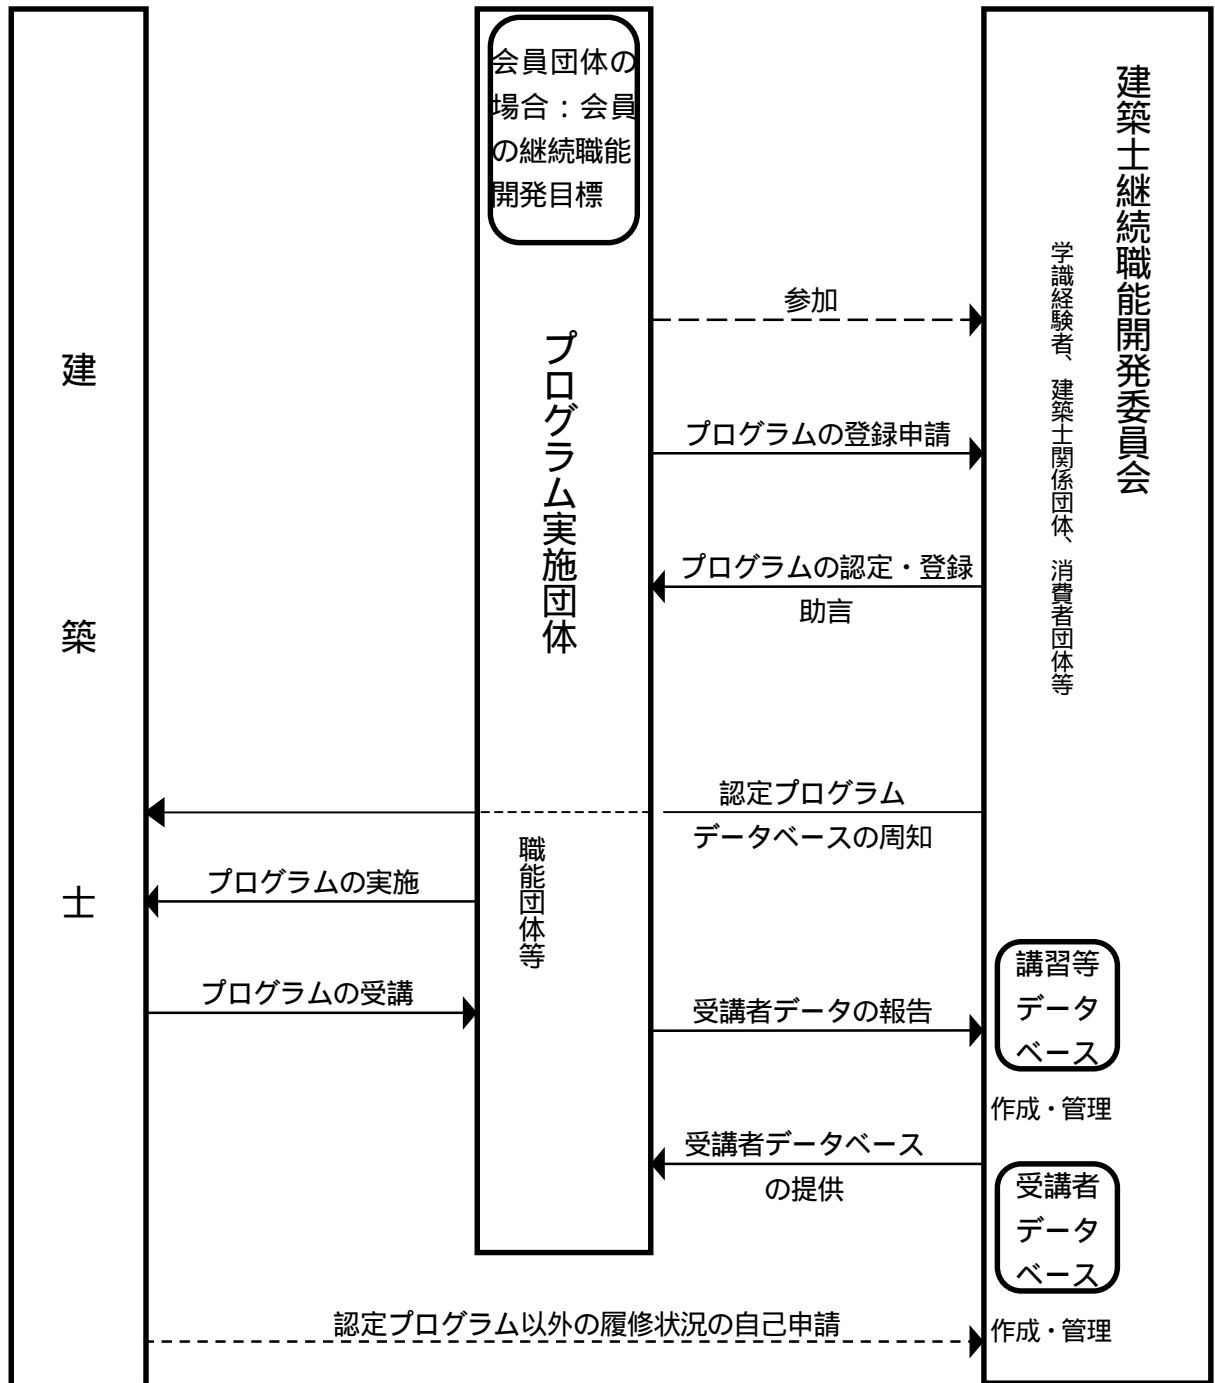 建築士
会員団体の
場合：会員
の継続職能
開発目標
プログラム実施団体
職能団体等
建築士継続職能開発委員会
学識経験者、建築士関係団体、消費者団体等
参加
プログラムの登録申請
プログラムの認定・登録
助言
認定プログラム
データベースの周知
プログラムの実施
プログラムの受講
受講者データの報告
講習等
データ
ベース
作成・管理
受講者データベース
の提供
受講者
データ
ベース
作成・管理
認定プログラム以外の履修状況の自己申請